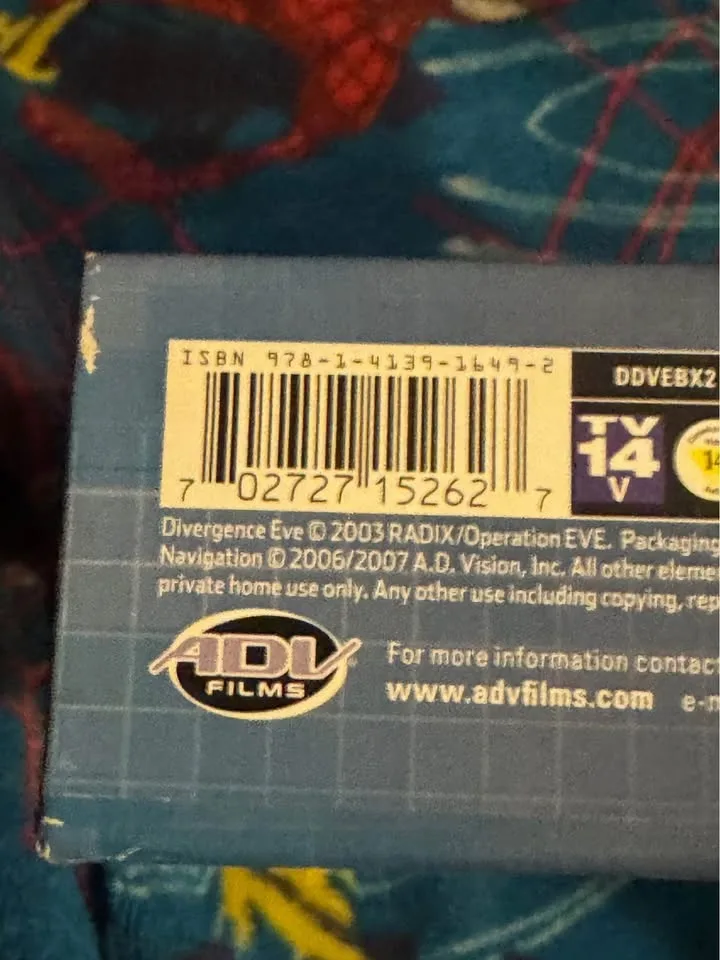 ISBN 978-1-4139-1649-2
DDVEBX2
7 02727 15262 7
TV
14
V
14
Divergence Eve © 2003 RADIX/Operation EVE. Packaging
Navigation © 2006/2007 A.D. Vision, Inc. All other
private home use only. Any other use including copying,
ADV
FILMS
For more information
www.advfilms.com